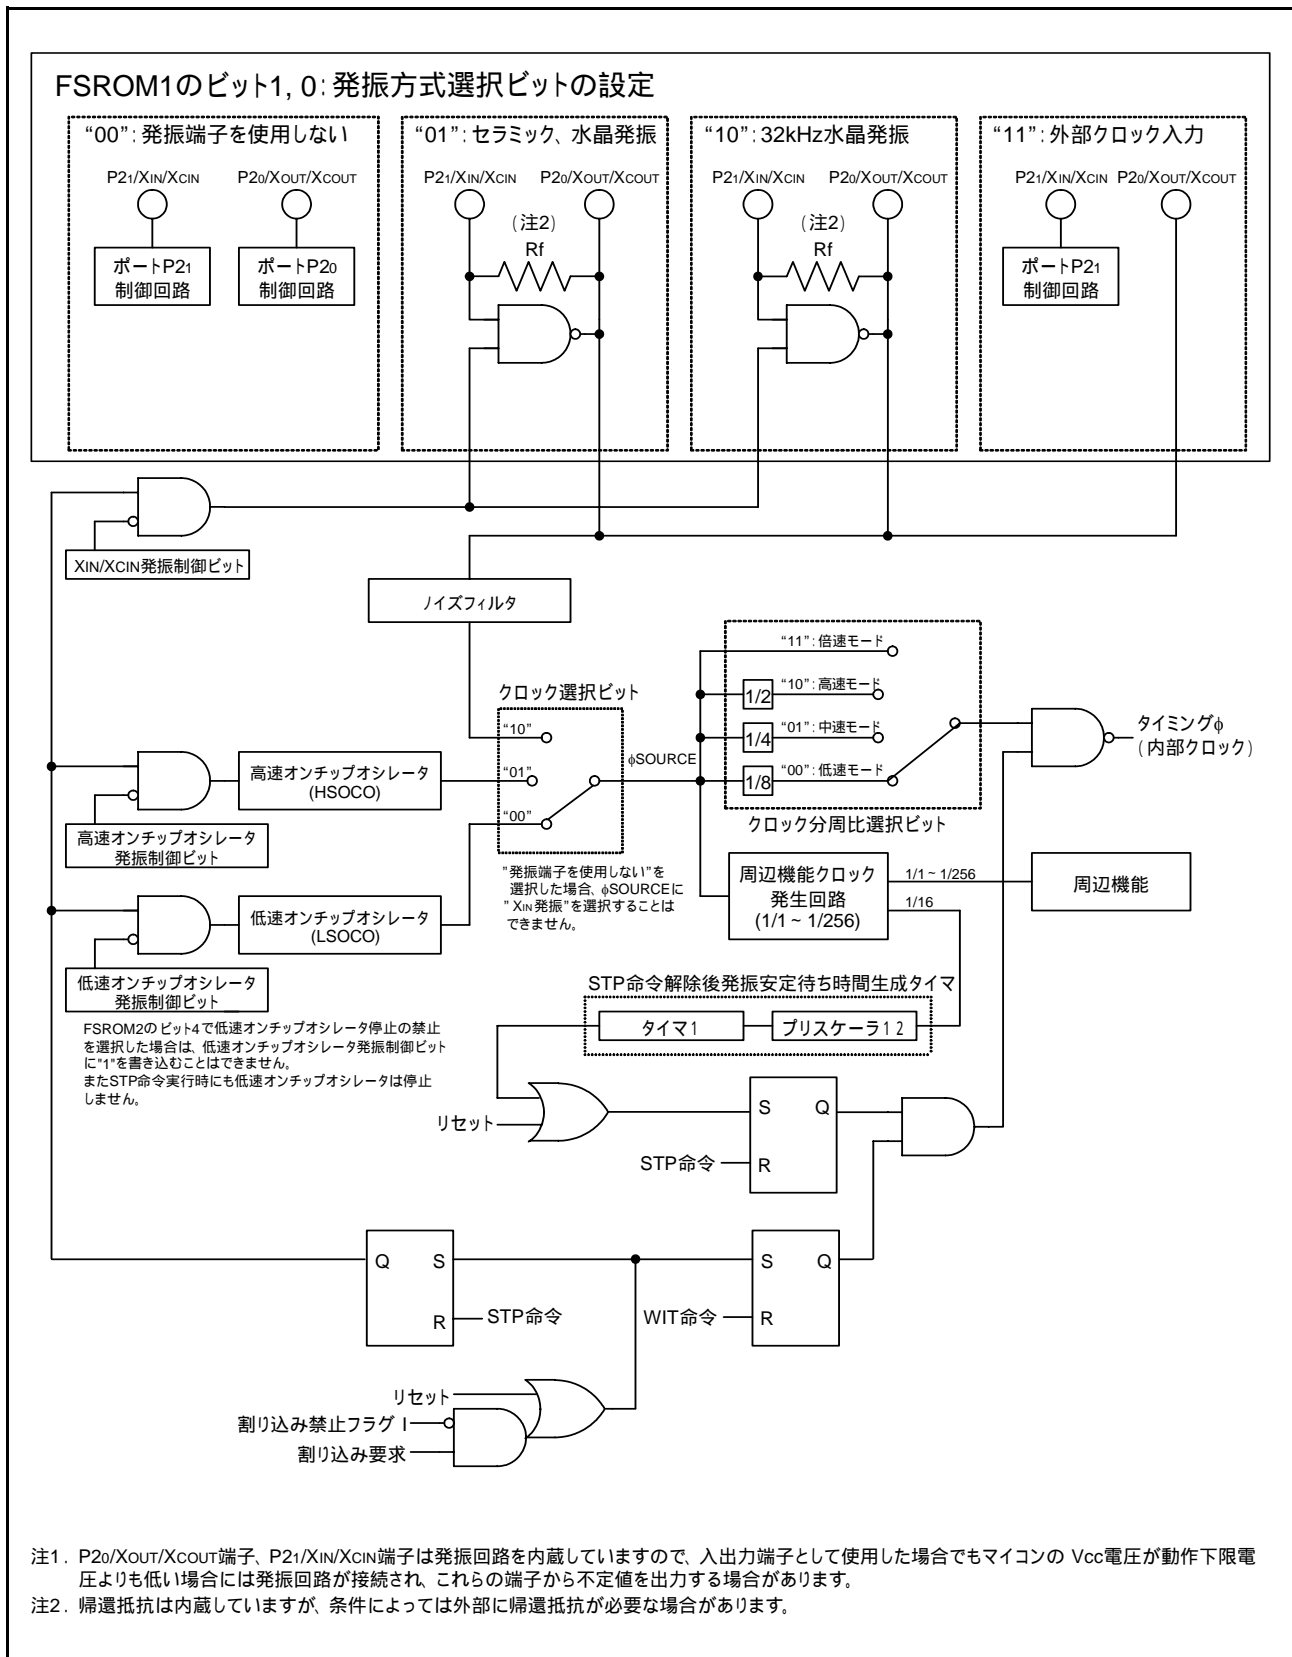 FSROM1のビット1, 0: 発振方式選択ビットの設定
“00”: 発振端子を使用しない
“01”: セラミック、水晶発振
“10”: 32kHz水晶発振
“11”: 外部クロック入力
P21/XIN/XCIN
P20/XOUT/XCOUT
P21/XIN/XCIN
P20/XOUT/XCOUT
P21/XIN/XCIN
P20/XOUT/XCOUT
P21/XIN/XCIN
P20/XOUT/XCOUT
(注2)
Rf
(注2)
Rf
ポートP21
制御回路
ポートP20
制御回路
ポートP21
制御回路
XIN/XCIN発振制御ビット
ノイズフィルタ
“11”: 倍速モード
1/2
“10”: 高速モード
1/4
“01”: 中速モード
1/8
“00”: 低速モード
クロック分周比選択ビット
クロック選択ビット
“10”
“01”
“00”
φSOURCE
タイミングφ
(内部クロック)
高速オンチップオシレータ
(HSOCO)
高速オンチップオシレータ
発振制御ビット
低速オンチップオシレータ
(LSOCO)
低速オンチップオシレータ
発振制御ビット
"発振端子を使用しない"を
選択した場合、φSOURCEに
" XIN 発振"を選択することは
できません。
周辺機能クロック
発生回路
(1/1 ~ 1/256)
1/1 ~ 1/256
1/16
周辺機能
FSROM2のビット4で低速オンチップオシレータ停止の禁止
を選択した場合は、低速オンチップオシレータ発振制御ビット
に"1"を書き込むことはできません。
またSTP命令実行時にも低速オンチップオシレータは停止
しません。
STP命令解除後発振安定待ち時間生成タイマ
タイマ1
プリスケーラ12
リセット
S
Q
STP命令
R
Q
S
R
STP命令
S
Q
WIT命令
R
リセット
割り込み禁止フラグ I
割り込み要求
注1. P20/XOUT/XCOUT端子、P21/XIN/XCIN端子は発振回路を内蔵していますので、入出力端子として使用した場合でもマイコンの Vcc電圧が動作下限電
圧よりも低い場合には発振回路が接続され、これらの端子から不定値を出力する場合があります。
注2. 帰還抵抗は内蔵していますが、条件によっては外部に帰還抵抗が必要な場合があります。